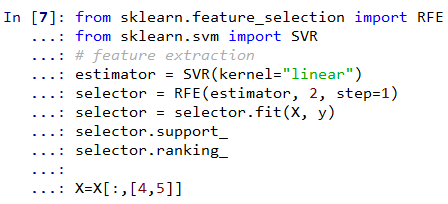 In [7]: from sklearn.feature_selection import RFE
   ...: from sklearn.svm import SVR
   ...: # feature extraction
   ...: estimator = SVR(kernel="linear")
   ...: selector = RFE(estimator, 2, step=1)
   ...: selector = selector.fit(X, y)
   ...: selector.support_
   ...: selector.ranking_
   ...:
   ...: X=X[:,[4,5]]